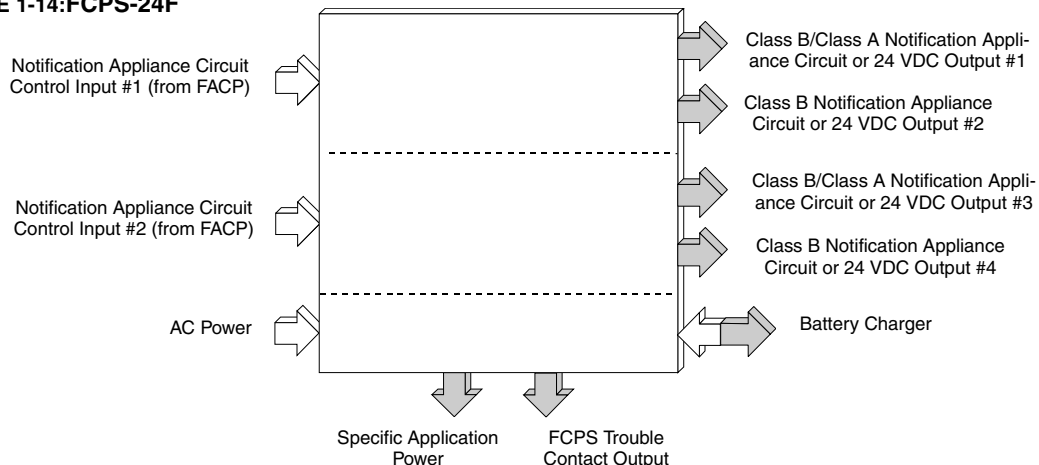 E 1-14:FCPS-24F
Notification Appliance Circuit
Control Input #1 (from FACP)
Class B/Class A Notification Appli-
ance Circuit or 24 VDC Output #1
Class B Notification Appliance
Circuit or 24 VDC Output #2
Notification Appliance Circuit
Control Input #2 (from FACP)
Class B/Class A Notification Appli-
ance Circuit or 24 VDC Output #3
Class B Notification Appliance
Circuit or 24 VDC Output #4
AC Power
Battery Charger
Specific Application
Power
FCPS Trouble
Contact Output